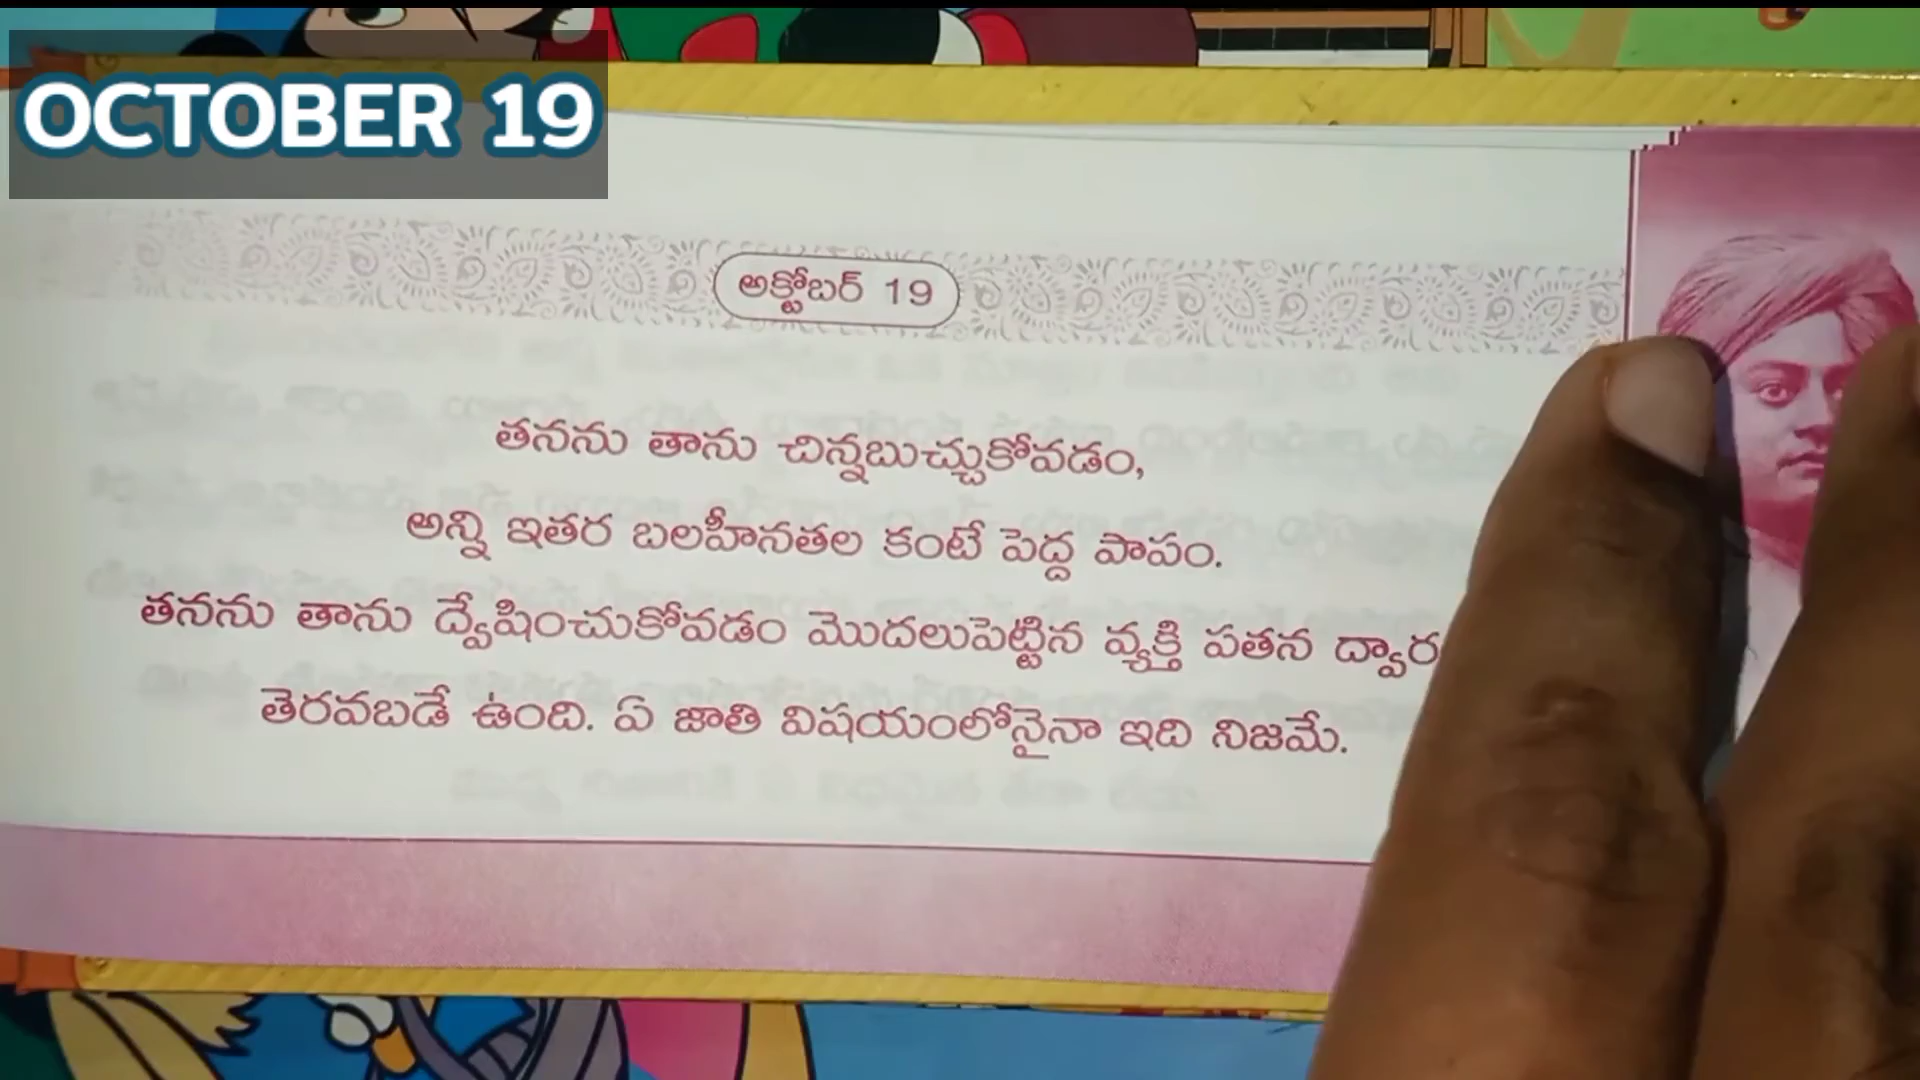 OCTOBER 19
అక్టోబర్ 19
తనను తాను చిన్నబుచ్చుకోవడం,
అన్ని ఇతర బలహీనతల కంటే పెద్ద పాపం.
తనను తాను ద్వేషించుకోవడం మొదలుపెట్టిన వ్యక్తి పతన
తెరవబడే ఉంది. ఏ జాతి విషయంలోనైనా ఇది నిజమే.